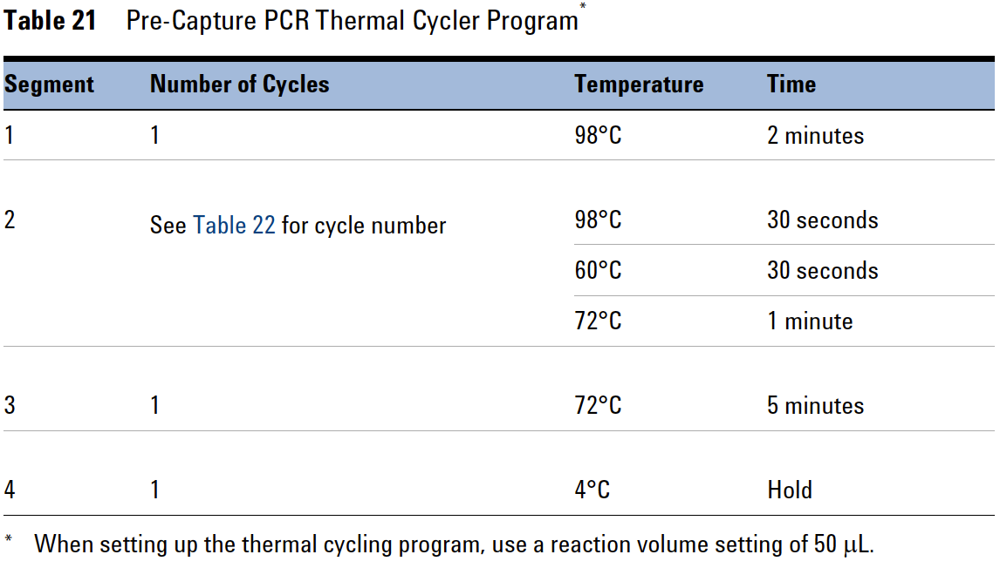 Table 21 Pre-Capture PCR Thermal Cycler Program*
Segment Number of Cycles Temperature Time
1 1 98°C 2 minutes
2 See Table 22 for cycle number 98°C 30 seconds
60°C 30 seconds
72°C 1 minute
3 1 72°C 5 minutes
4 1 4°C Hold
* When setting up the thermal cycling program, use a reaction volume setting of 50 µL.